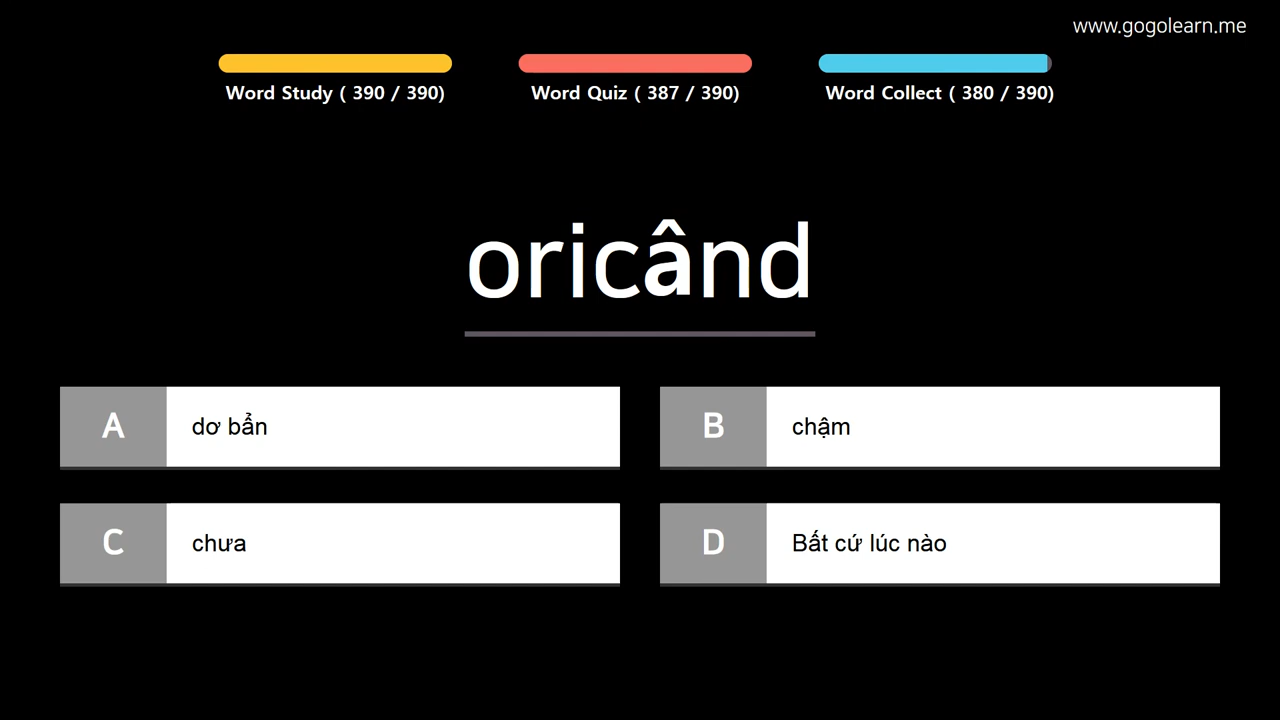 www.gogolearn.me
Word Study ( 390 / 390)
Word Quiz ( 387 / 390)
Word Collect ( 380 / 390)
oricând
A
dơ bẩn
B
chậm
C
chưa
D
Bất cứ lúc nào